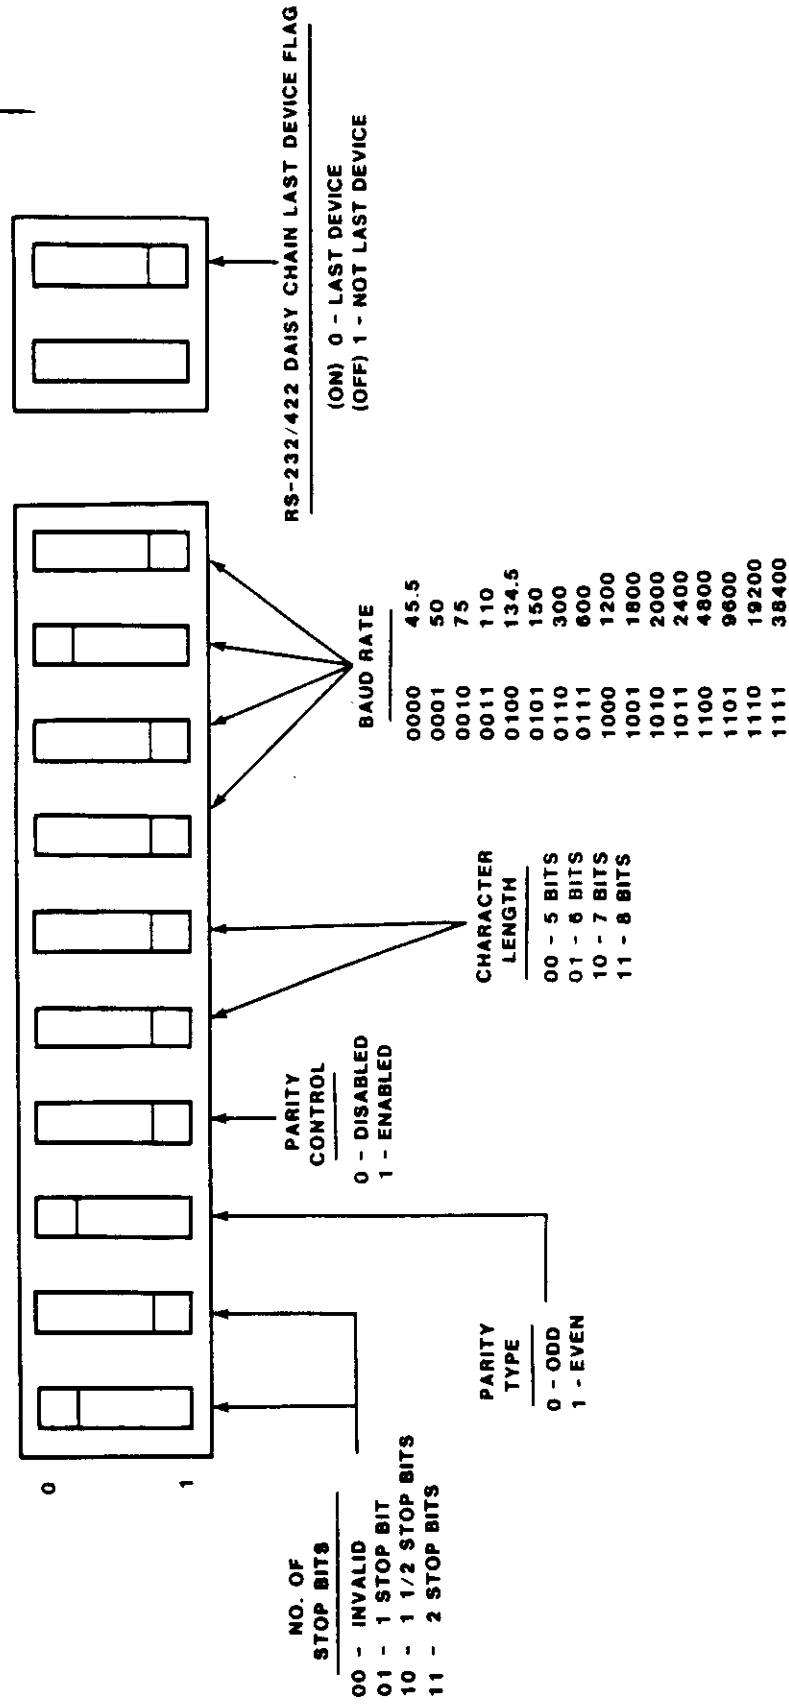 0
1
NO. OF
STOP BITS
00 - INVALID
01 - 1 STOP BIT
10 - 1 1/2 STOP BITS
11 - 2 STOP BITS
PARITY
TYPE
0 - ODD
1 - EVEN
PARITY
CONTROL
0 - DISABLED
1 - ENABLED
CHARACTER
LENGTH
00 - 5 BITS
01 - 6 BITS
10 - 7 BITS
11 - 8 BITS
BAUD RATE
0000 45.5
0001 50
0010 75
0011 110
0100 134.5
0101 150
0110 300
0111 600
1000 1200
1001 1800
1010 2000
1011 2400
1100 4800
1101 9600
1110 19200
1111 38400
RS-232/422 DAISY CHAIN LAST DEVICE FLAG
(ON) 0 - LAST DEVICE
(OFF) 1 - NOT LAST DEVICE